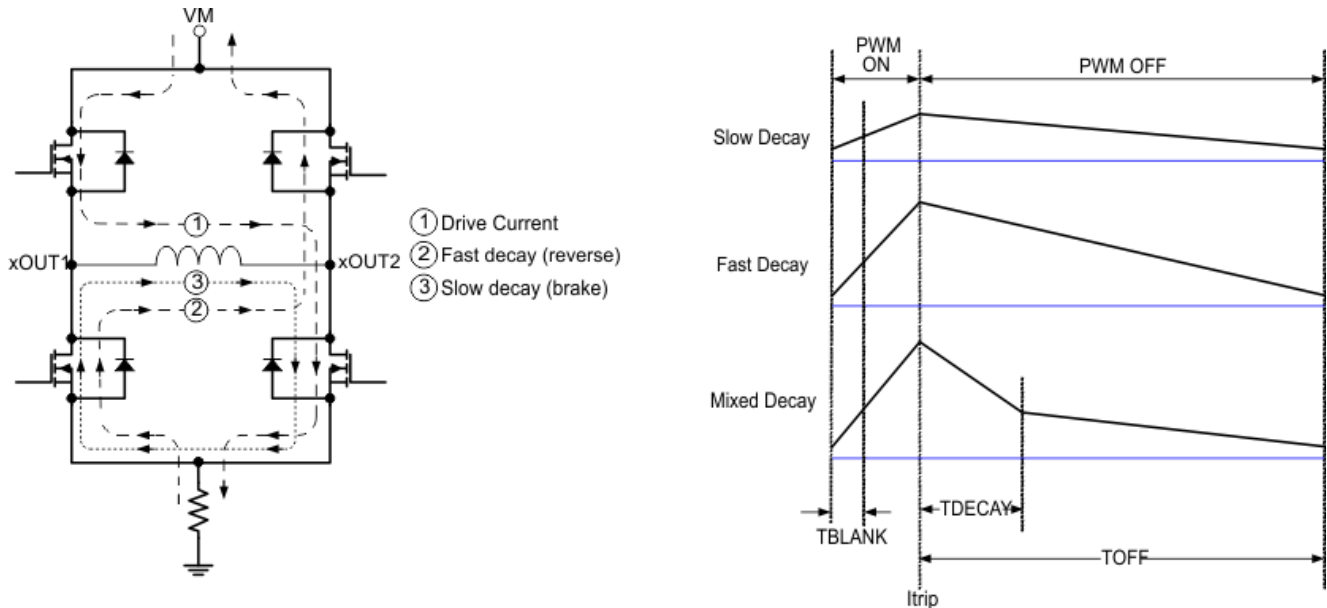 VM
1
xOUT1
xOUT2
3
2
1 Drive Current
2 Fast decay (reverse)
3 Slow decay (brake)
PWM
ON
PWM OFF
Slow Decay
Fast Decay
Mixed Decay
TDECAY
TBLANK
TOFF
Itrip